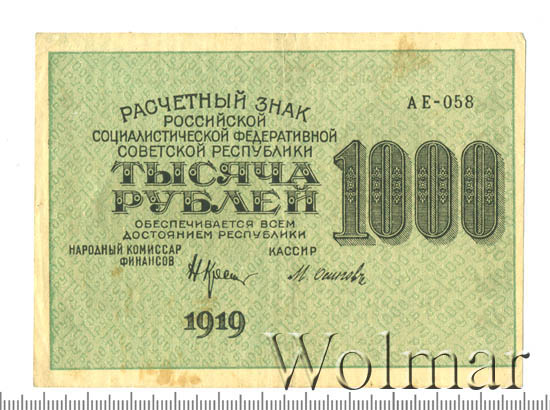 РАСЧЕТНЫЙ ЗНАК
РОССИЙСКОЙ
СОЦИАЛИСТИЧЕСКОЙ ФЕДЕРАТИВНОЙ
СОВЕТСКОЙ РЕСПУБЛИКИ
ТЫСЯЧА
РУБЛЕЙ
ОБЕСПЕЧИВАЕТСЯ ВСЕМ
ДОСТОЯНИЕМ РЕСПУБЛИКИ
НАРОДНЫЙ КОМИССАР
ФИНАНСОВ
КАССИР
АЕ-058
1000
М. Осипов
1919
Wolmar